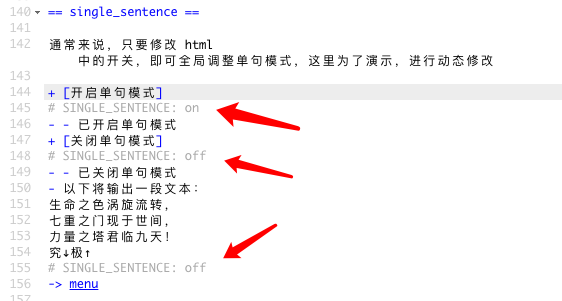 140 == single_sentence ==
141
142 通常来说，只要修改 html
中的开关，即可全局调整单句模式，这里为了演示，进行动态修改
143
144 + [开启单句模式]
145 # SINGLE_SENTENCE: on
146 - - 已开启单句模式
147 + [关闭单句模式]
148 # SINGLE_SENTENCE: off
149 - - 已关闭单句模式
150 - 以下将输出一段文本：
151 生命之色涡旋流转，
152 七重之门现于世间，
153 力量之塔君临九天！
154 究↓极↑
155 # SINGLE_SENTENCE: off
156 -> menu
157